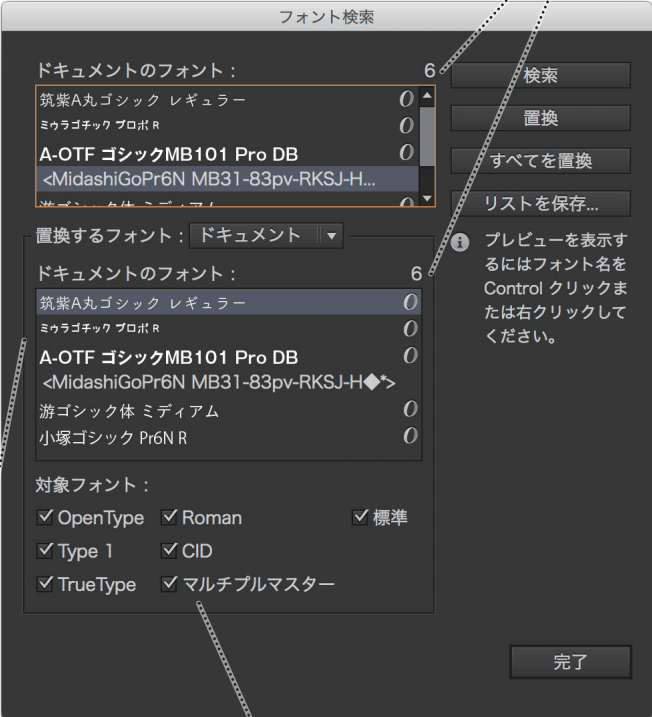 フォント検索
ドキュメントのフォント： 6
筑紫A丸ゴシック レギュラー
ミウラゴチック プロポ R
A-OTF ゴシックMB101 Pro DB
<MidashiGoPr6N MB31-83pv-RKSJ-H...
游ゴシック体 ミディアム
検索
置換
すべてを置換
リストを保存...
プレビューを表示す
るにはフォント名を
Control クリックま
たは右クリックして
ください。
置換するフォント： ドキュメント
ドキュメントのフォント： 6
筑紫A丸ゴシック レギュラー
ミウラゴチック プロポ R
A-OTF ゴシックMB101 Pro DB
<MidashiGoPr6N MB31-83pv-RKSJ-H◆*>
游ゴシック体 ミディアム
小塚ゴシック Pr6N R
対象フォント：
OpenType Roman 標準
Type 1 CID
TrueType マルチプルマスター
完了